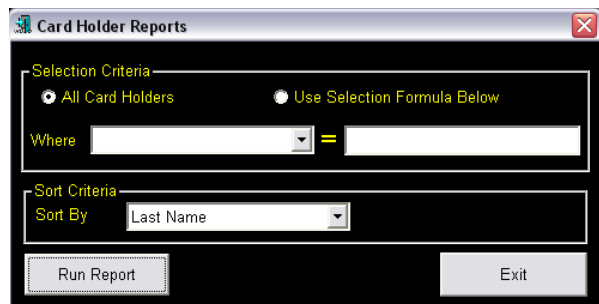 Card Holder Reports
Selection Criteria
All Card Holders Use Selection Formula Below
Where =
Sort Criteria
Sort By Last Name
Run Report Exit